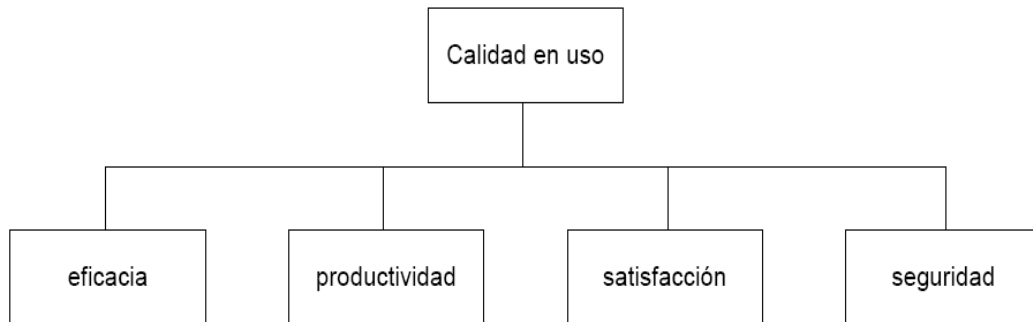 Calidad en uso
eficacia
productividad
satisfacción
seguridad